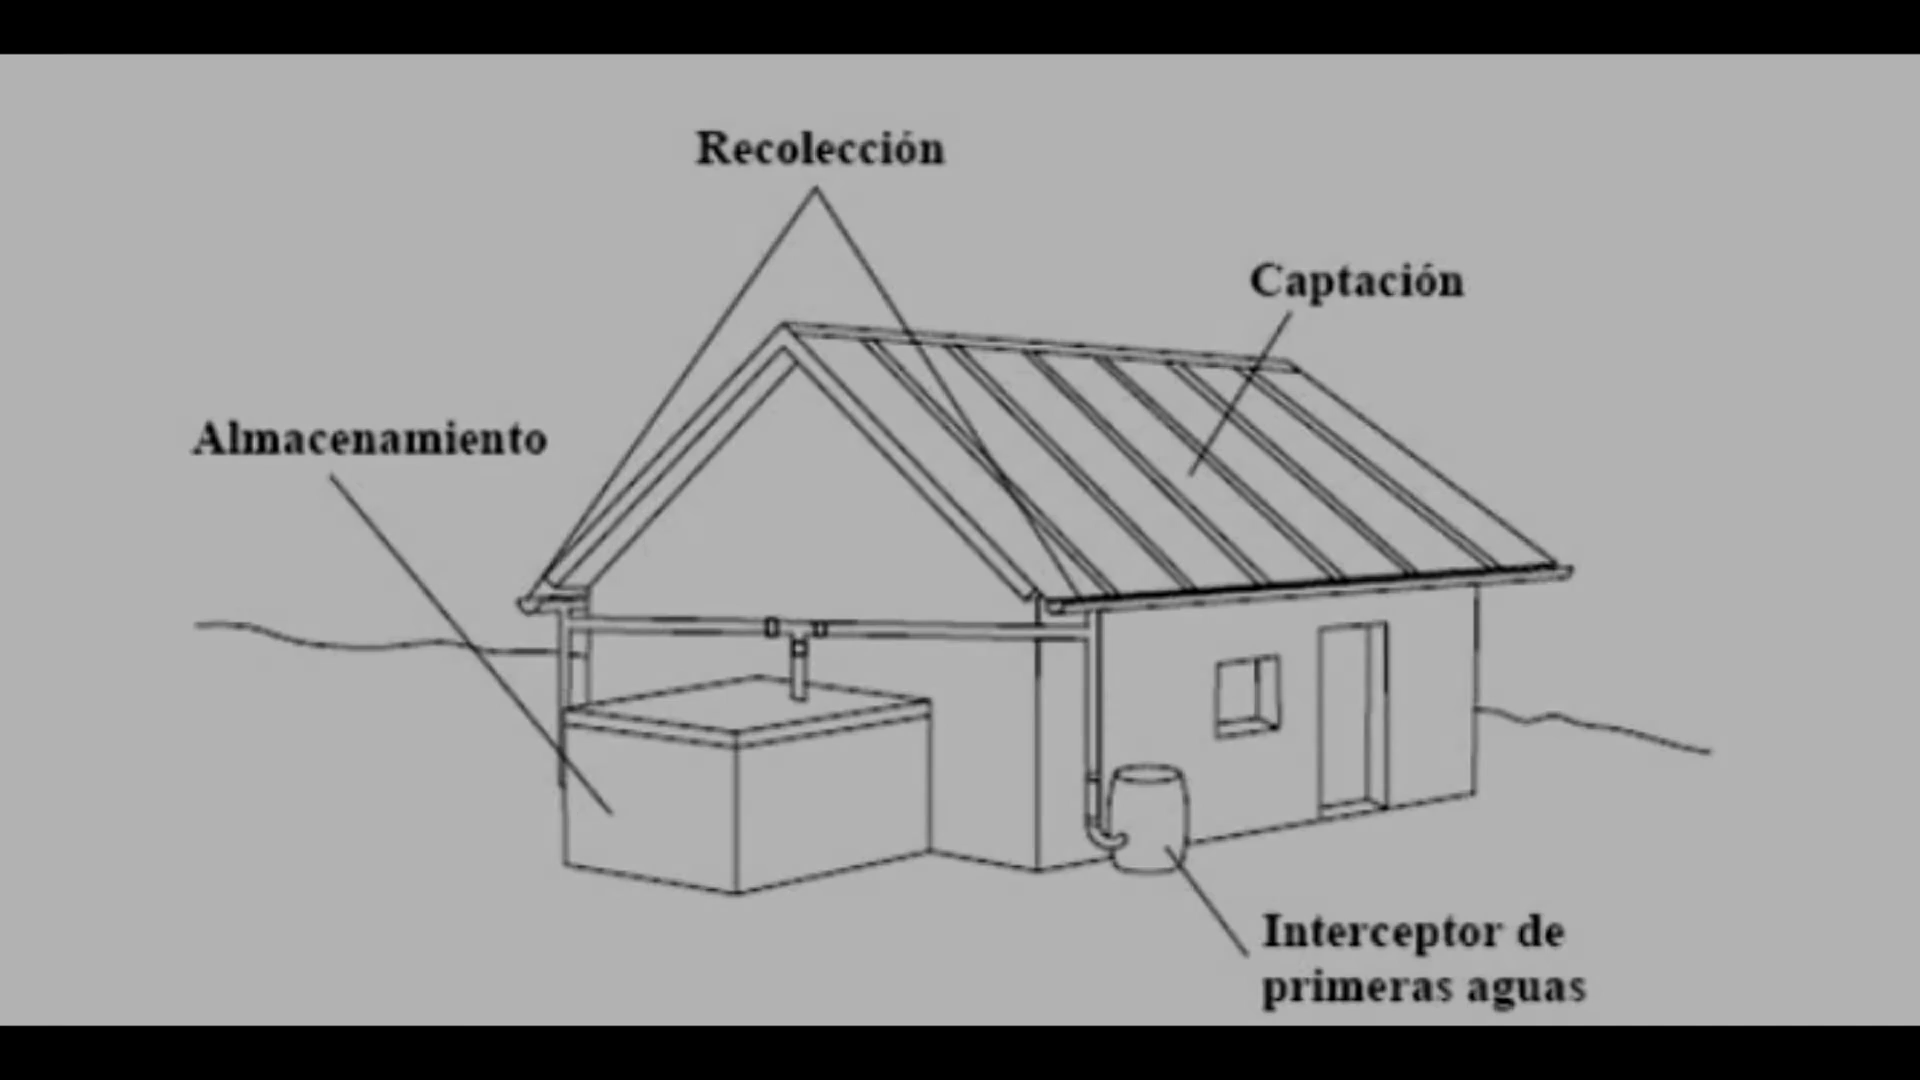 Recolección
Captación
Almacenamiento
Interceptor de
primeras aguas